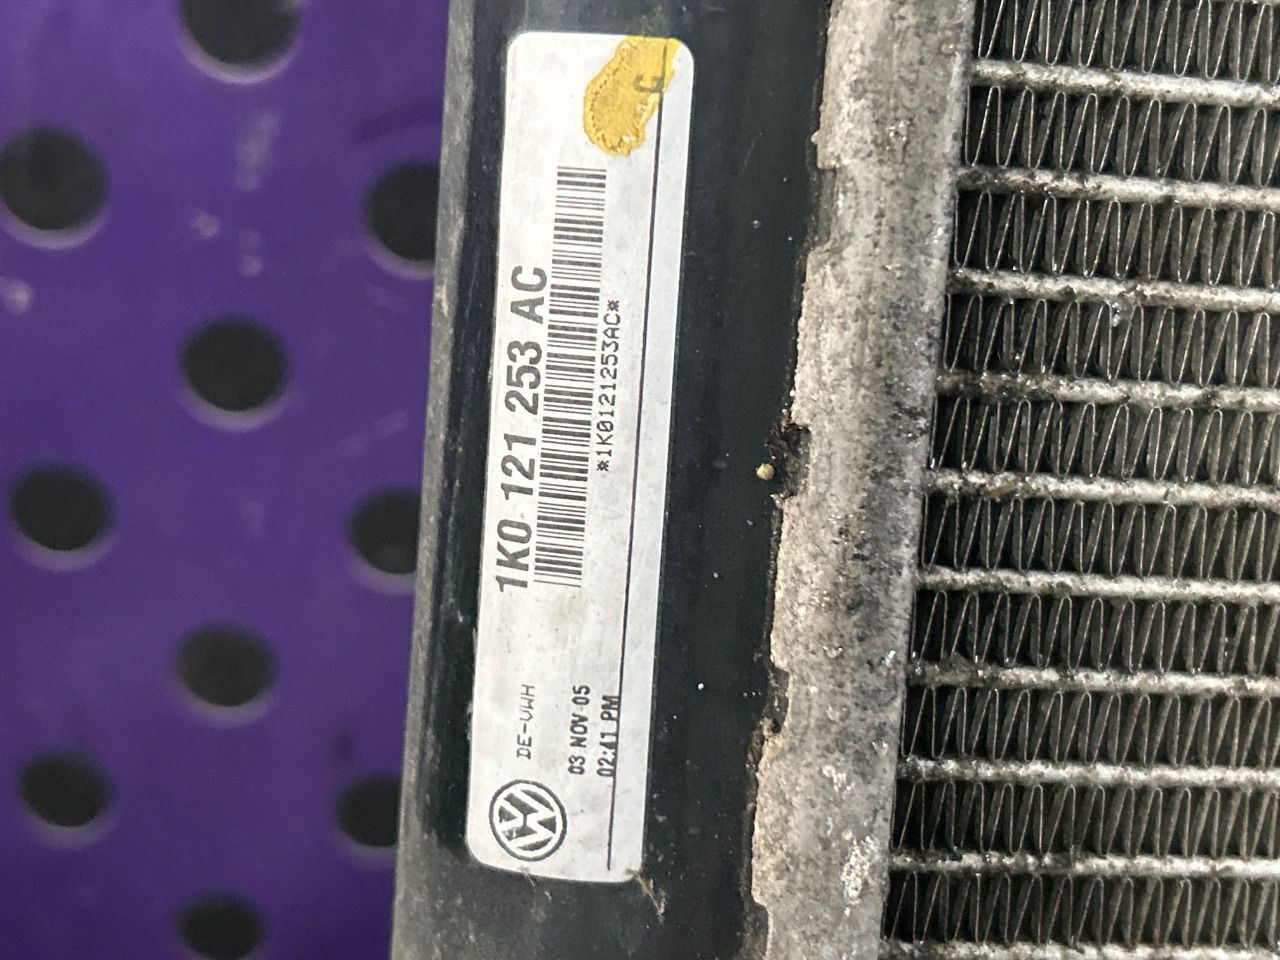 1K0 121 253 AC
*1K0121253AC*
DE-VWH
03 NOV 05
02:41 PM
C